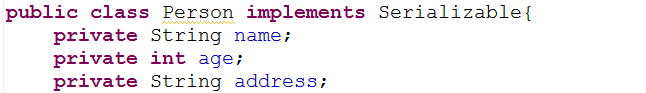 public class Person implements Serializable{
    private String name;
    private int age;
    private String address;